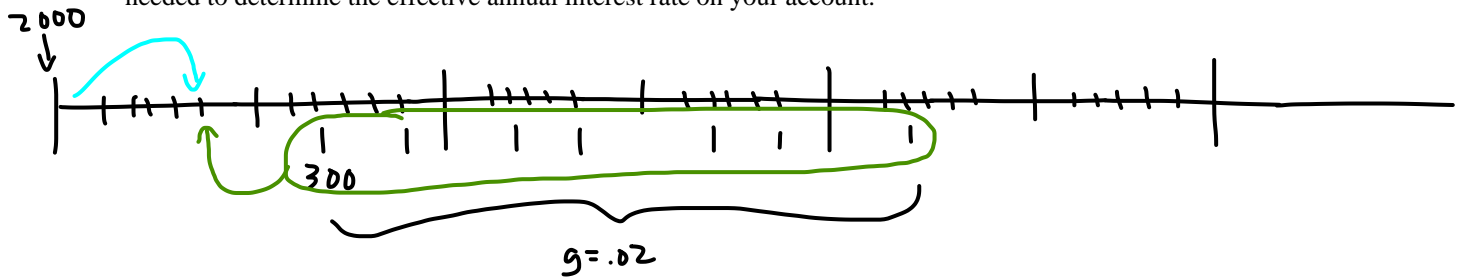 needed to determine the effective annual interest rate on your account.
2000
300
g=.02